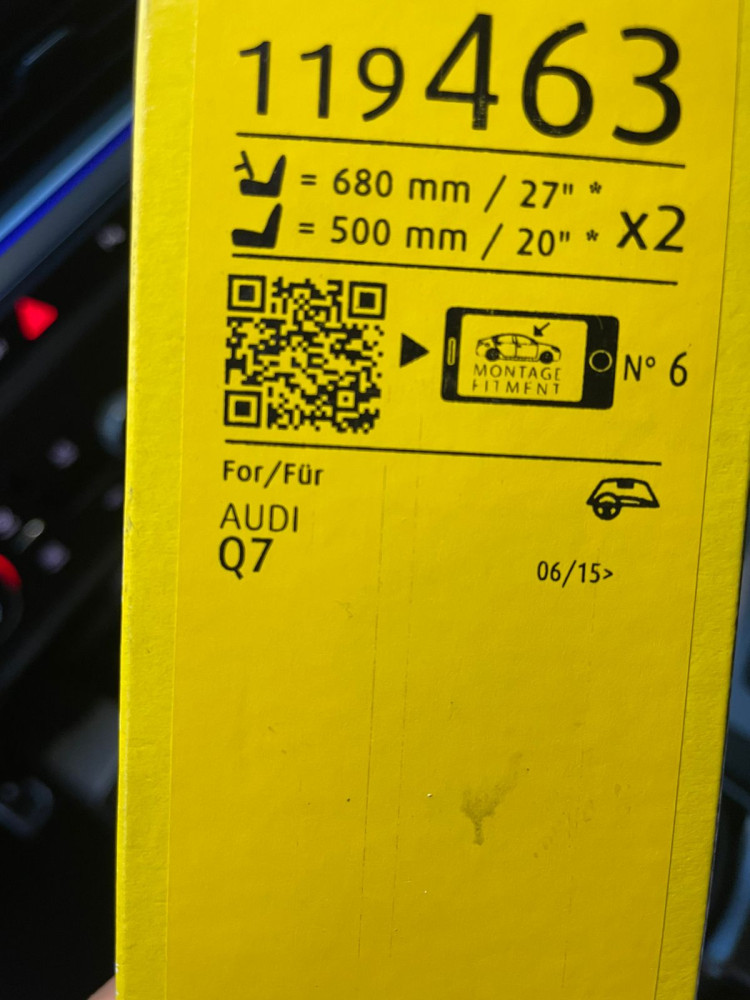 119463
= 680 mm / 27" *
= 500 mm / 20" * x2
MONTAGE
FITMENT
N° 6
For/Für
AUDI
Q7
06/15>